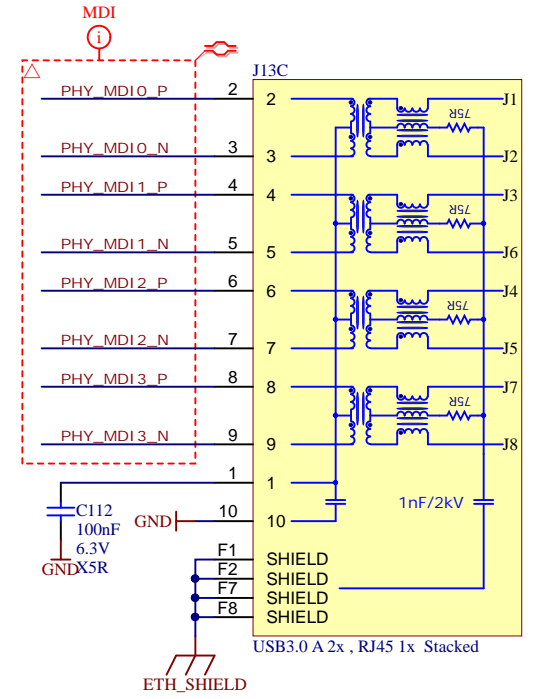 MDI
i
J13C
PHY_MDI0_P 2 2 J1
75R
PHY_MDI0_N 3 3 J2
PHY_MDI1_P 4 4 J3
75R
PHY_MDI1_N 5 5 J6
PHY_MDI2_P 6 6 J4
75R
PHY_MDI2_N 7 7 J5
PHY_MDI3_P 8 8 J7
75R
PHY_MDI3_N 9 9 J8
1 1
1nF/2kV
C112
100nF
6.3V
X5R
GND
GND 10 10
F1 SHIELD
F2 SHIELD
F7 SHIELD
F8 SHIELD
USB3.0 A 2x , RJ45 1x Stacked
ETH_SHIELD